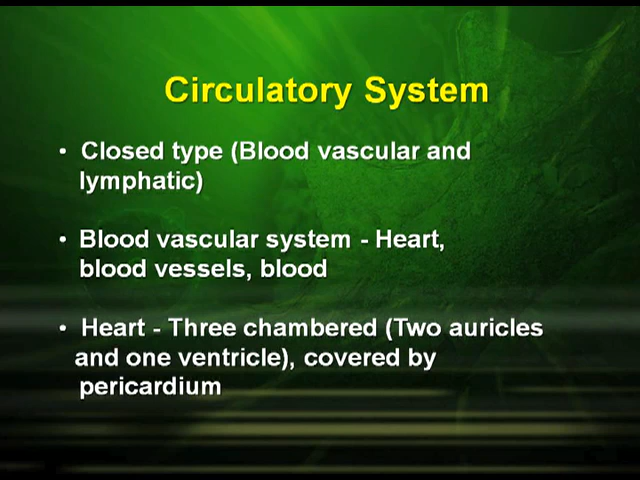 Circulatory System
• Closed type (Blood vascular and
lymphatic)
• Blood vascular system - Heart,
blood vessels, blood
• Heart - Three chambered (Two auricles
and one ventricle), covered by
pericardium